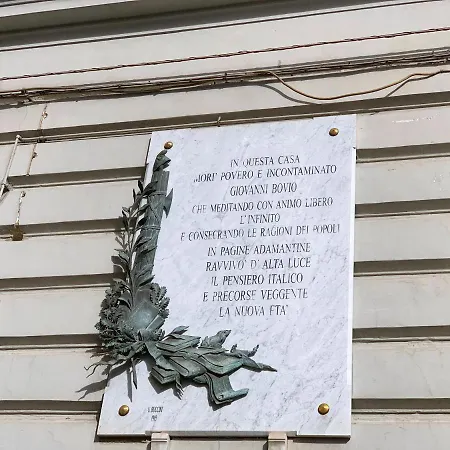 IN QUESTA CASA
MORÌ POVERO E INCONTAMINATO
GIOVANNI BOVIO
CHE MEDITANDO CON ANIMO LIBERO
L'INFINITO
E CONSECRANDO LE RAGIONI DEI POPOLI
IN PAGINE ADAMANTINE
RAVVIVÒ D'ALTA LUCE
IL PENSIERO ITALICO
E PRECORSE VEGGENTE
LA NUOVA ETÀ